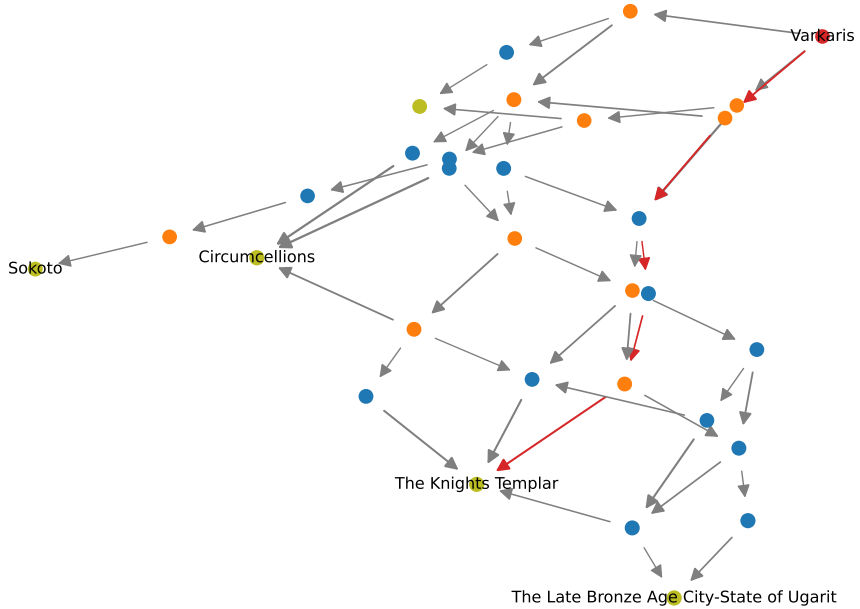 Varkaris
Circumcellions
Sokoto
The Knights Templar
The Late Bronze Age City-State of Ugarit